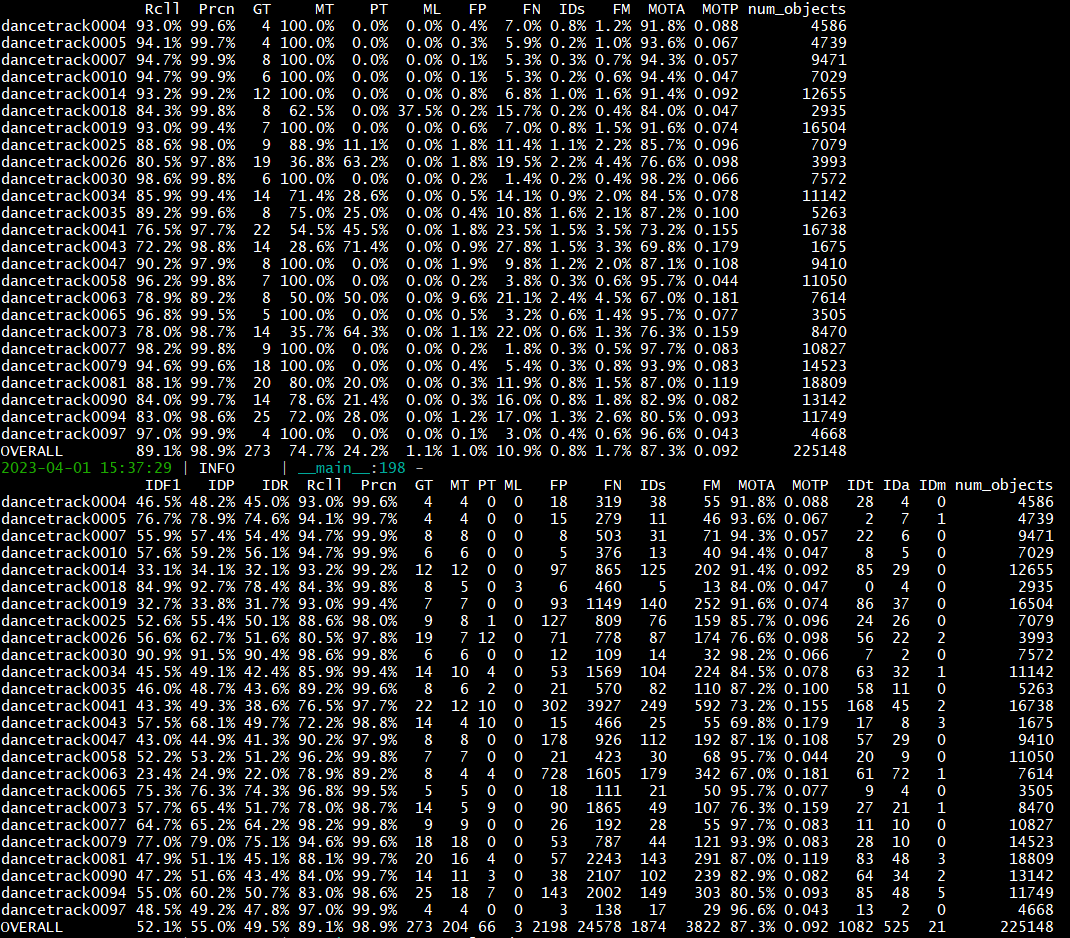 Rcll Prcn GT MT PT ML FP FN IDs FM MOTA MOTP num_objects
dancetrack0004 93.0% 99.6% 4 100.0% 0.0% 0.0% 0.4% 7.0% 0.8% 1.2% 91.8% 0.088 4586
dancetrack0005 94.1% 99.7% 4 100.0% 0.0% 0.0% 0.3% 5.9% 0.2% 1.0% 93.6% 0.067 4739
dancetrack0007 94.7% 99.9% 8 100.0% 0.0% 0.0% 0.1% 5.3% 0.3% 0.7% 94.3% 0.057 9471
dancetrack0010 94.7% 99.9% 6 100.0% 0.0% 0.0% 0.1% 5.3% 0.2% 0.6% 94.4% 0.047 7029
dancetrack0014 93.2% 99.2% 12 100.0% 0.0% 0.0% 0.8% 6.8% 1.0% 1.6% 91.4% 0.092 12655
dancetrack0018 84.3% 99.8% 8 62.5% 0.0% 37.5% 0.2% 15.7% 0.2% 0.4% 84.0% 0.047 2935
dancetrack0019 93.0% 99.4% 7 100.0% 0.0% 0.0% 0.6% 7.0% 0.8% 1.5% 91.6% 0.074 16504
dancetrack0025 88.6% 98.0% 9 88.9% 11.1% 0.0% 1.8% 11.4% 1.1% 2.2% 85.7% 0.096 7079
dancetrack0026 80.5% 97.8% 19 36.8% 63.2% 0.0% 1.8% 19.5% 2.2% 4.4% 76.6% 0.098 3993
dancetrack0030 98.6% 99.8% 6 100.0% 0.0% 0.0% 0.2% 1.4% 0.2% 0.4% 98.2% 0.066 7572
dancetrack0034 85.9% 99.4% 14 71.4% 28.6% 0.0% 0.5% 14.1% 0.9% 2.0% 84.5% 0.078 11142
dancetrack0035 89.2% 99.6% 8 75.0% 25.0% 0.0% 0.4% 10.8% 1.6% 2.1% 87.2% 0.100 5263
dancetrack0041 76.5% 97.7% 22 54.5% 45.5% 0.0% 1.8% 23.5% 1.5% 3.5% 73.2% 0.155 16738
dancetrack0043 72.2% 98.8% 14 28.6% 71.4% 0.0% 0.9% 27.8% 1.5% 3.3% 69.8% 0.179 1675
dancetrack0047 90.2% 97.9% 8 100.0% 0.0% 0.0% 1.9% 9.8% 1.2% 2.0% 87.1% 0.108 9410
dancetrack0058 96.2% 99.8% 7 100.0% 0.0% 0.0% 0.2% 3.8% 0.3% 0.6% 95.7% 0.044 11050
dancetrack0063 78.9% 89.2% 8 50.0% 50.0% 0.0% 9.6% 21.1% 2.4% 4.5% 67.0% 0.181 7614
dancetrack0065 96.8% 99.5% 5 100.0% 0.0% 0.0% 0.5% 3.2% 0.6% 1.4% 95.7% 0.077 3505
dancetrack0073 78.0% 98.7% 14 35.7% 64.3% 0.0% 1.1% 22.0% 0.6% 1.3% 76.3% 0.159 8470
dancetrack0077 98.2% 99.8% 9 100.0% 0.0% 0.0% 0.2% 1.8% 0.3% 0.5% 97.7% 0.083 10827
dancetrack0079 94.6% 99.6% 18 100.0% 0.0% 0.0% 0.4% 5.4% 0.3% 0.8% 93.9% 0.083 14523
dancetrack0081 88.1% 99.7% 20 80.0% 20.0% 0.0% 0.3% 11.9% 0.8% 1.5% 87.0% 0.119 18809
dancetrack0090 84.0% 99.7% 14 78.6% 21.4% 0.0% 0.3% 16.0% 0.8% 1.8% 82.9% 0.082 13142
dancetrack0094 83.0% 98.6% 25 72.0% 28.0% 0.0% 1.2% 17.0% 1.3% 2.6% 80.5% 0.093 11749
dancetrack0097 97.0% 99.9% 4 100.0% 0.0% 0.0% 0.1% 3.0% 0.4% 0.6% 96.6% 0.043 4668
OVERALL 89.1% 98.9% 273 74.7% 24.2% 1.1% 1.0% 10.9% 0.8% 1.7% 87.3% 0.092 225148
2023-04-01 15:37:29 | INFO | __main__:198 -
IDF1 IDP IDR Rcll Prcn GT MT PT ML FP FN IDs FM MOTA MOTP IDt IDa IDm num_objects
dancetrack0004 46.5% 48.2% 45.0% 93.0% 99.6% 4 4 0 0 18 319 38 55 91.8% 0.088 28 4 0 4586
dancetrack0005 76.7% 78.9% 74.6% 94.1% 99.7% 4 4 0 0 15 279 11 46 93.6% 0.067 2 7 1 4739
dancetrack0007 55.9% 57.4% 54.4% 94.7% 99.9% 8 8 0 0 8 503 31 71 94.3% 0.057 22 6 0 9471
dancetrack0010 57.6% 59.2% 56.1% 94.7% 99.9% 6 6 0 0 5 376 13 40 94.4% 0.047 8 5 0 7029
dancetrack0014 33.1% 34.1% 32.1% 93.2% 99.2% 12 12 0 0 97 865 125 202 91.4% 0.092 85 29 0 12655
dancetrack0018 84.9% 92.7% 78.4% 84.3% 99.8% 8 5 0 3 6 460 5 13 84.0% 0.047 0 4 0 2935
dancetrack0019 32.7% 33.8% 31.7% 93.0% 99.4% 7 7 0 0 93 1149 140 252 91.6% 0.074 86 37 0 16504
dancetrack0025 52.6% 55.4% 50.1% 88.6% 98.0% 9 8 1 0 127 809 76 159 85.7% 0.096 24 26 0 7079
dancetrack0026 56.6% 62.7% 51.6% 80.5% 97.8% 19 7 12 0 71 778 87 174 76.6% 0.098 56 22 2 3993
dancetrack0030 90.9% 91.5% 90.4% 98.6% 99.8% 6 6 0 0 12 109 14 32 98.2% 0.066 7 2 0 7572
dancetrack0034 45.5% 49.1% 42.4% 85.9% 99.4% 14 10 4 0 53 1569 104 224 84.5% 0.078 63 32 1 11142
dancetrack0035 46.0% 48.7% 43.6% 89.2% 99.6% 8 6 2 0 21 570 82 110 87.2% 0.100 58 11 0 5263
dancetrack0041 43.3% 49.3% 38.6% 76.5% 97.7% 22 12 10 0 302 3927 249 592 73.2% 0.155 168 45 2 16738
dancetrack0043 57.5% 68.1% 49.7% 72.2% 98.8% 14 4 10 0 15 466 25 55 69.8% 0.179 17 8 3 1675
dancetrack0047 43.0% 44.9% 41.3% 90.2% 97.9% 8 8 0 0 178 926 112 192 87.1% 0.108 57 29 0 9410
dancetrack0058 52.2% 53.2% 51.2% 96.2% 99.8% 7 7 0 0 21 423 30 68 95.7% 0.044 20 9 0 11050
dancetrack0063 23.4% 24.9% 22.0% 78.9% 89.2% 8 4 4 0 728 1605 179 342 67.0% 0.181 61 72 1 7614
dancetrack0065 75.3% 76.3% 74.3% 96.8% 99.5% 5 5 0 0 18 111 21 50 95.7% 0.077 9 4 0 3505
dancetrack0073 57.7% 65.4% 51.7% 78.0% 98.7% 14 5 9 0 90 1865 49 107 76.3% 0.159 27 21 1 8470
dancetrack0077 64.7% 65.2% 64.2% 98.2% 99.8% 9 9 0 0 26 192 28 55 97.7% 0.083 11 10 0 10827
dancetrack0079 77.0% 79.0% 75.1% 94.6% 99.6% 18 18 0 0 53 787 44 121 93.9% 0.083 28 10 0 14523
dancetrack0081 47.9% 51.1% 45.1% 88.1% 99.7% 20 16 4 0 57 2243 143 291 87.0% 0.119 83 48 3 18809
dancetrack0090 47.2% 51.6% 43.4% 84.0% 99.7% 14 11 3 0 38 2107 102 239 82.9% 0.082 64 34 2 13142
dancetrack0094 55.0% 60.2% 50.7% 83.0% 98.6% 25 18 7 0 143 2002 149 303 80.5% 0.093 85 48 5 11749
dancetrack0097 48.5% 49.2% 47.8% 97.0% 99.9% 4 4 0 0 3 138 17 29 96.6% 0.043 13 2 0 4668
OVERALL 52.1% 55.0% 49.5% 89.1% 98.9% 273 204 66 3 2198 24578 1874 3822 87.3% 0.092 1082 525 21 225148